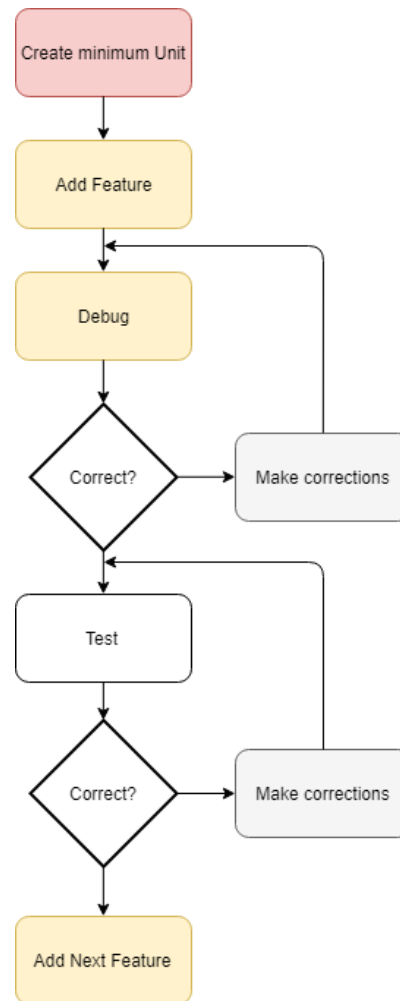 Create minimum Unit
Add Feature
Debug
Correct?
Make corrections
Test
Correct?
Make corrections
Add Next Feature